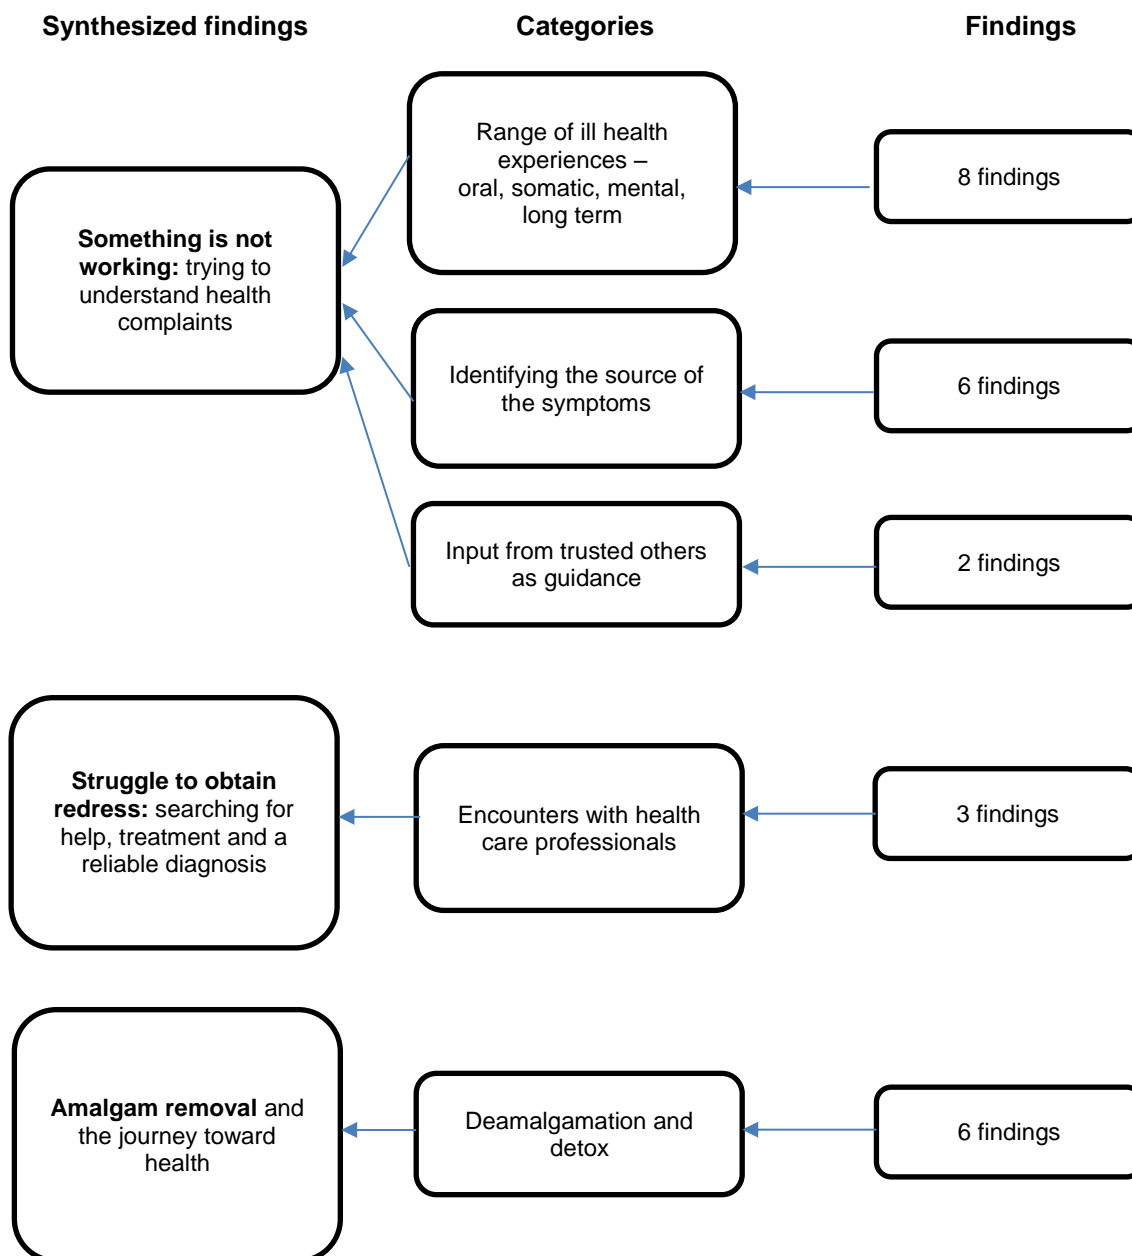 Synthesized findings
Categories
Findings
Range of ill health
experiences –
oral, somatic, mental,
long term
8 findings
Something is not
working: trying to
understand health
complaints
Identifying the source of
the symptoms
6 findings
Input from trusted others
as guidance
2 findings
Struggle to obtain
redress: searching for
help, treatment and a
reliable diagnosis
Encounters with health
care professionals
3 findings
Amalgam removal and
the journey toward
health
Deamalgamation and
detox
6 findings